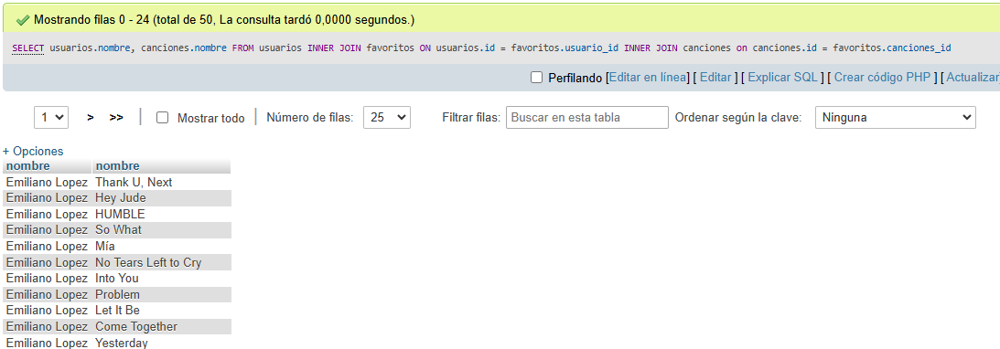 Mostrando filas 0 - 24 (total de 50, La consulta tardó 0,0000 segundos.)
SELECT usuarios.nombre, canciones.nombre FROM usuarios INNER JOIN favoritos ON usuarios.id = favoritos.usuario_id INNER JOIN canciones on canciones.id = favoritos.canciones_id
Perfilando [Editar en línea] [ Editar ] [ Explicar SQL ] [ Crear código PHP ] [ Actualizar
1 > >> | Mostrar todo | Número de filas: 25 Filtrar filas: Buscar en esta tabla Ordenar según la clave: Ninguna
+ Opciones
nombre nombre
Emiliano Lopez Thank U, Next
Emiliano Lopez Hey Jude
Emiliano Lopez HUMBLE
Emiliano Lopez So What
Emiliano Lopez Mía
Emiliano Lopez No Tears Left to Cry
Emiliano Lopez Into You
Emiliano Lopez Problem
Emiliano Lopez Let It Be
Emiliano Lopez Come Together
Emiliano Lopez Yesterday